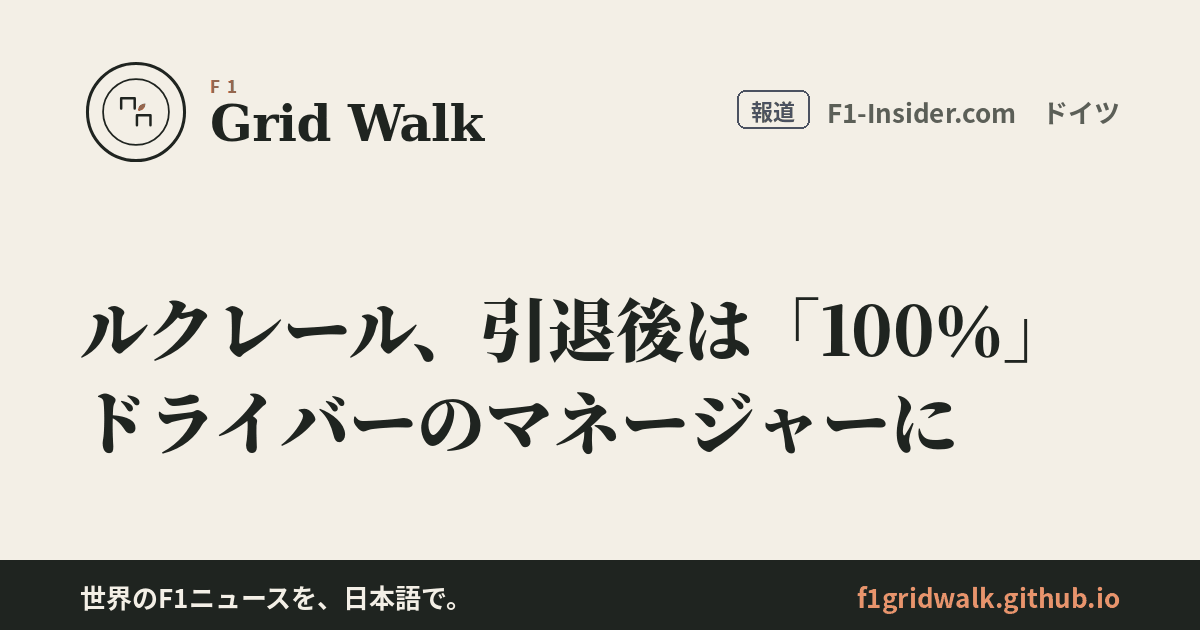 F1
Grid Walk
報道 F1-Insider.com ドイツ
ルクレール、引退後は「100%」
ドライバーのマネージャーに
世界のF1ニュースを、日本語で。
f1gridwalk.github.io